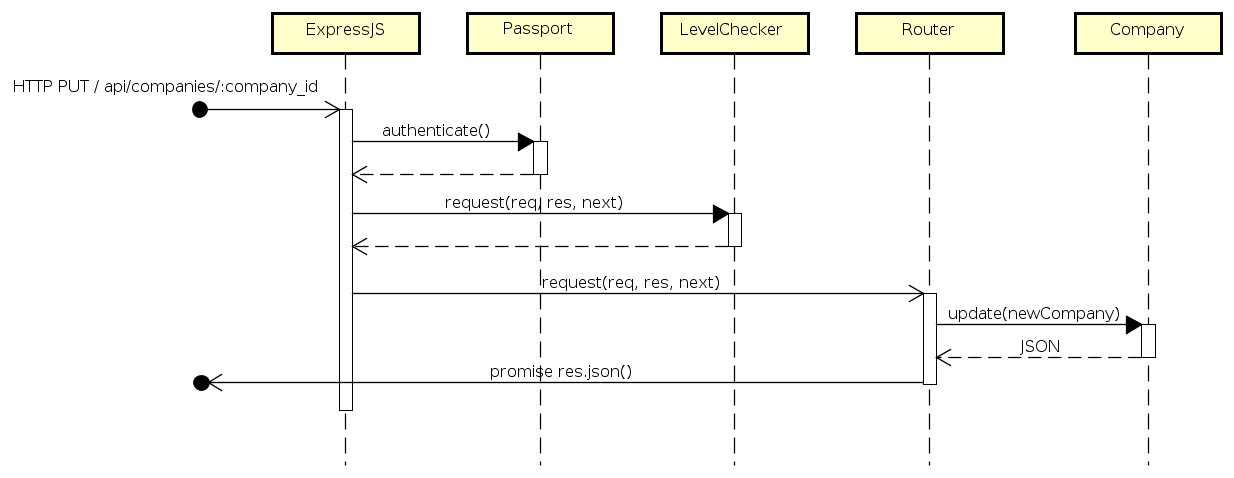 ExpressJS
Passport
LevelChecker
Router
Company
HTTP PUT / api/companies/:company_id
authenticate()
request(req, res, next)
request(req, res, next)
update(newCompany)
JSON
promise res.json()